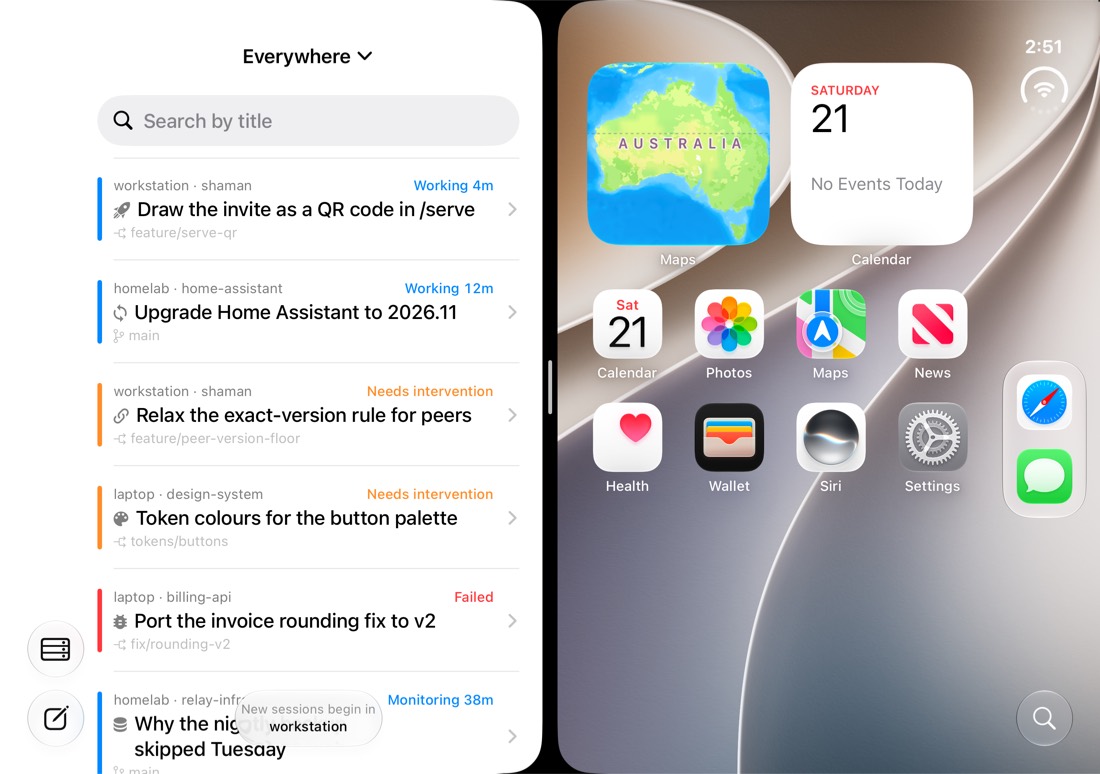 Everywhere
Search by title
workstation · shaman
Working 4m
Draw the invite as a QR code in /serve
feature/serve-qr
homelab · home-assistant
Working 12m
Upgrade Home Assistant to 2026.11
main
workstation · shaman
Needs intervention
Relax the exact-version rule for peers
feature/peer-version-floor
laptop · design-system
Needs intervention
Token colours for the button palette
tokens/buttons
laptop · billing-api
Failed
Port the invoice rounding fix to v2
fix/rounding-v2
homelab · relay-infr
Monitoring 38m
Why the
skipped Tuesday
main
New sessions begin in
workstation
2:51
AUSTRALIA
Maps
SATURDAY
21
No Events Today
Calendar
Sat
21
Calendar
Photos
Maps
News
Health
Wallet
Siri
Settings